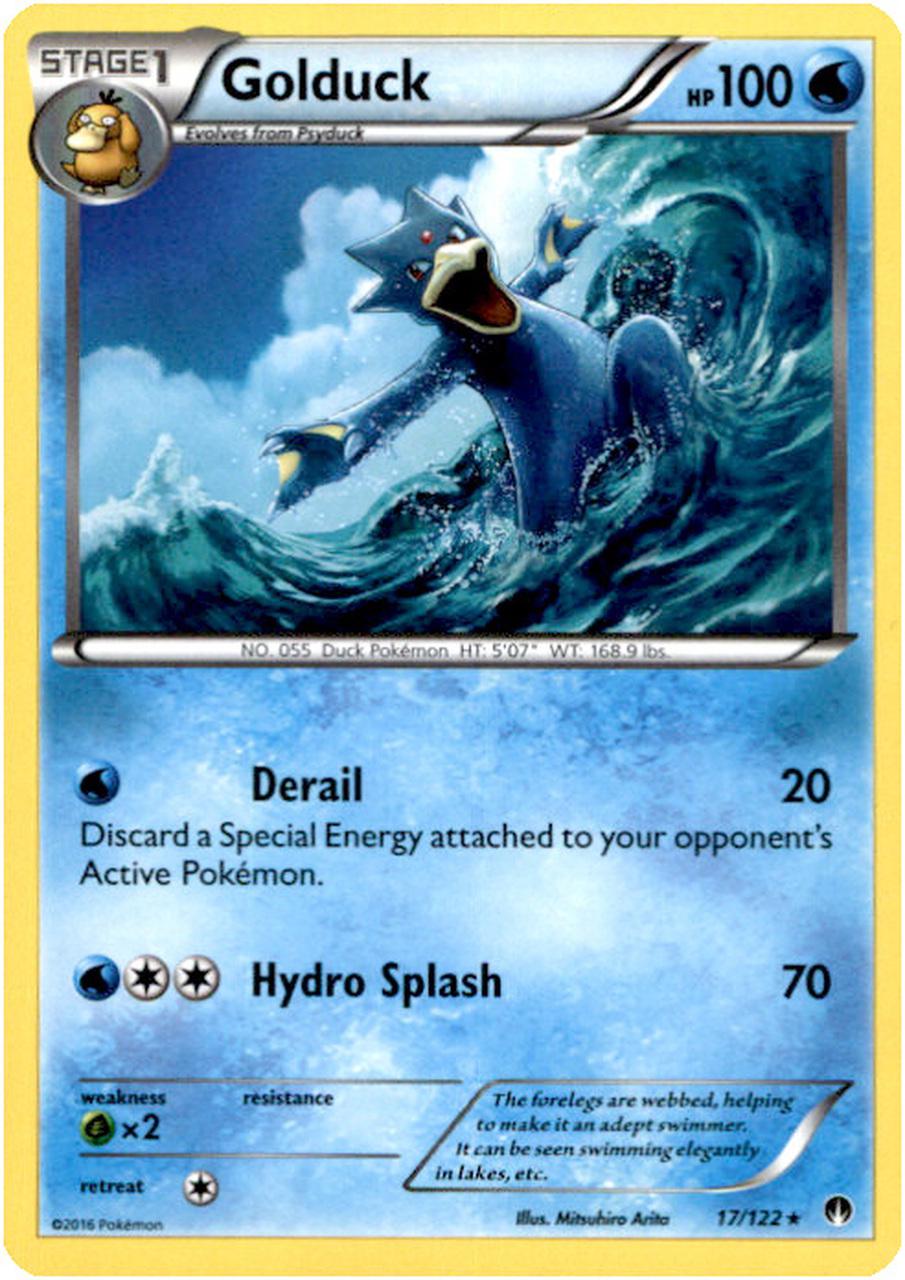 STAGE1
Golduck
HP100
Evolves from Psyduck
NO. 055 Duck Pokémon HT: 5'07" WT: 168.9 lbs.
Derail 20
Discard a Special Energy attached to your opponent's
Active Pokémon.
Hydro Splash 70
weakness resistance
×2
The forelegs are webbed, helping
to make it an adept swimmer.
It can be seen swimming elegantly
in lakes, etc.
retreat
©2016 Pokémon
Illus. Mitsuhiro Arita
17/122 ★